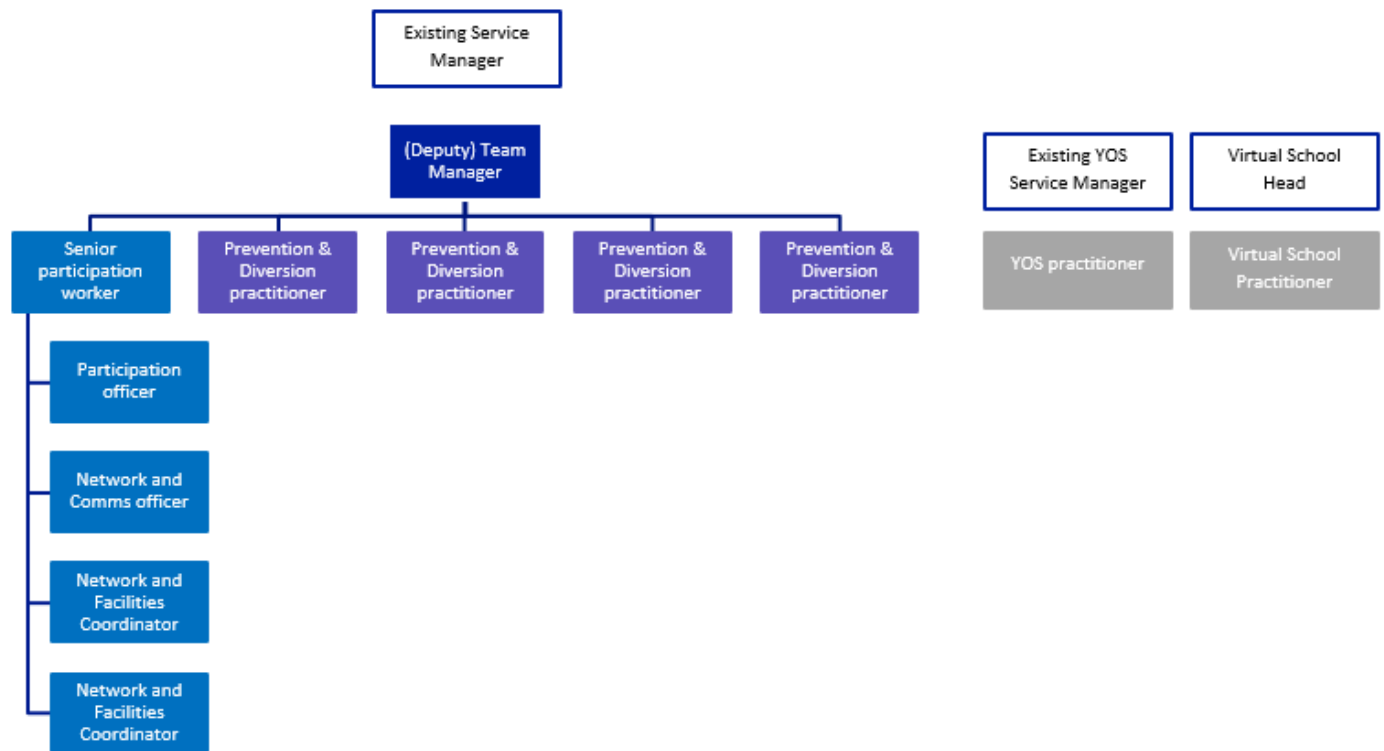 Existing Service
Manager
(Deputy) Team
Manager
Existing YOS
Service Manager
Virtual School
Head
Senior
participation
worker
Prevention &
Diversion
practitioner
Prevention &
Diversion
practitioner
Prevention &
Diversion
practitioner
Prevention &
Diversion
practitioner
YOS practitioner
Virtual School
Practitioner
Participation
officer
Network and
Comms officer
Network and
Facilities
Coordinator
Network and
Facilities
Coordinator